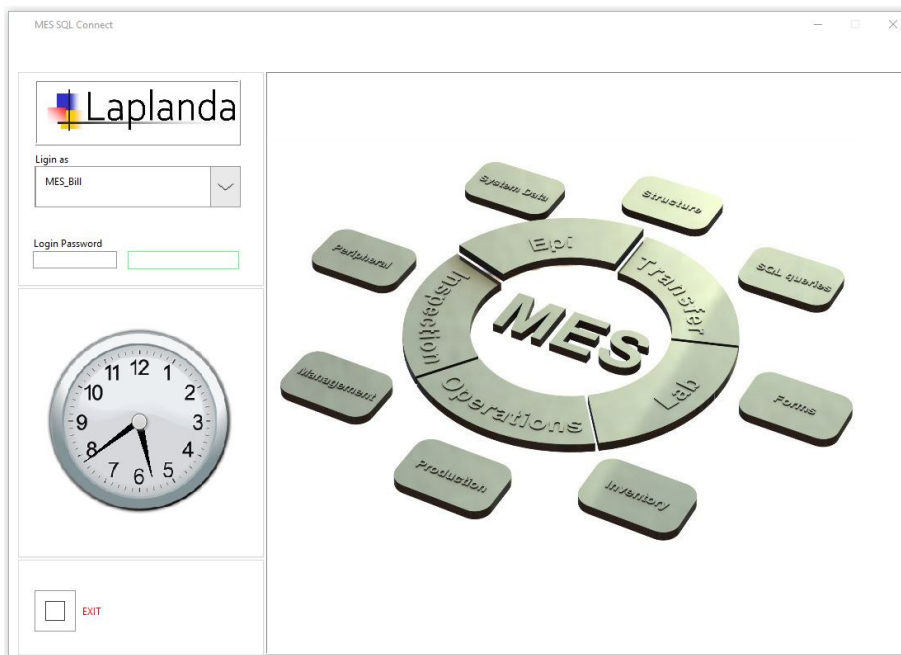 MES SQL Connect
Laplanda
Ligin as
MES_Bill
Login Password
12
1
2
3
4
5
6
7
8
9
10
11
EXIT
System Data
Structure
SQL queries
Forms
Inventory
Production
Management
Peripheral
Epi
Transfer
Lab
Operations
Inspection
MES